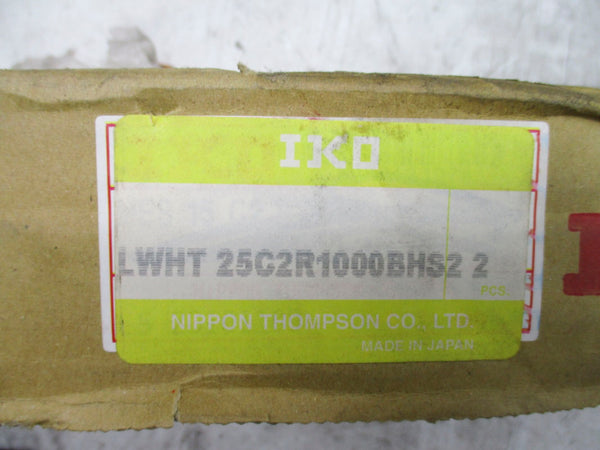 IKO
LWHT 25C2R1000BHS2 2
PCS.
NIPPON THOMPSON CO., LTD.
MADE IN JAPAN